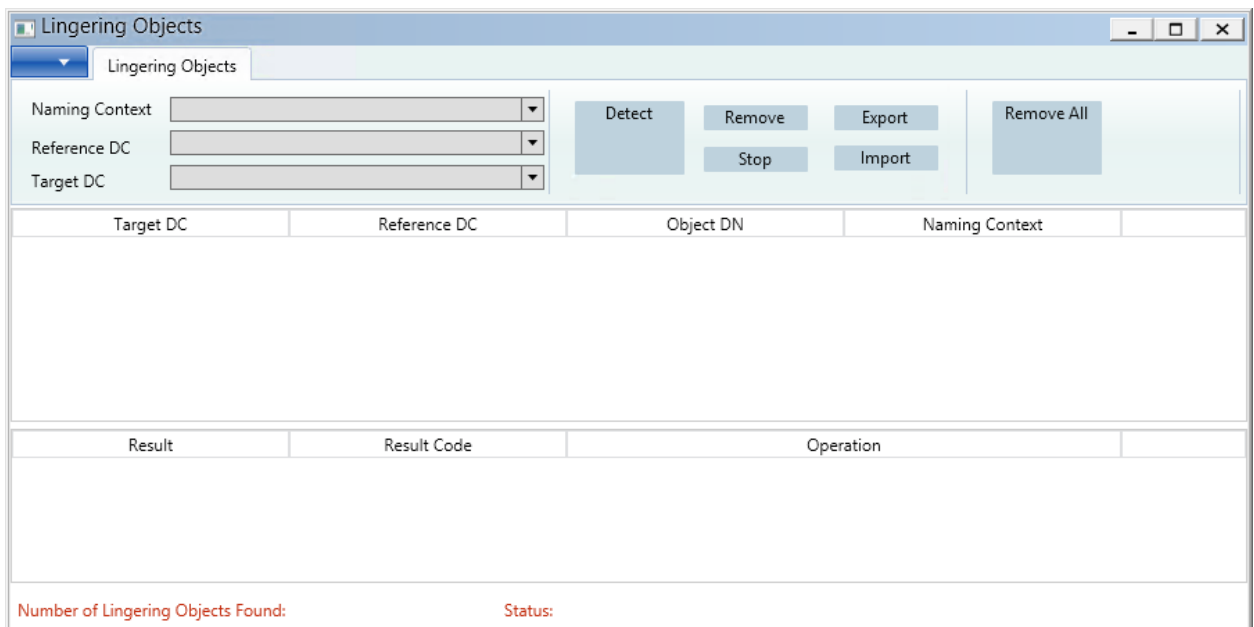 Lingering Objects
Lingering Objects
Naming Context
Reference DC
Target DC
Detect
Remove
Export
Stop
Import
Remove All
Target DC Reference DC Object DN Naming Context
Result Result Code Operation
Number of Lingering Objects Found: Status: